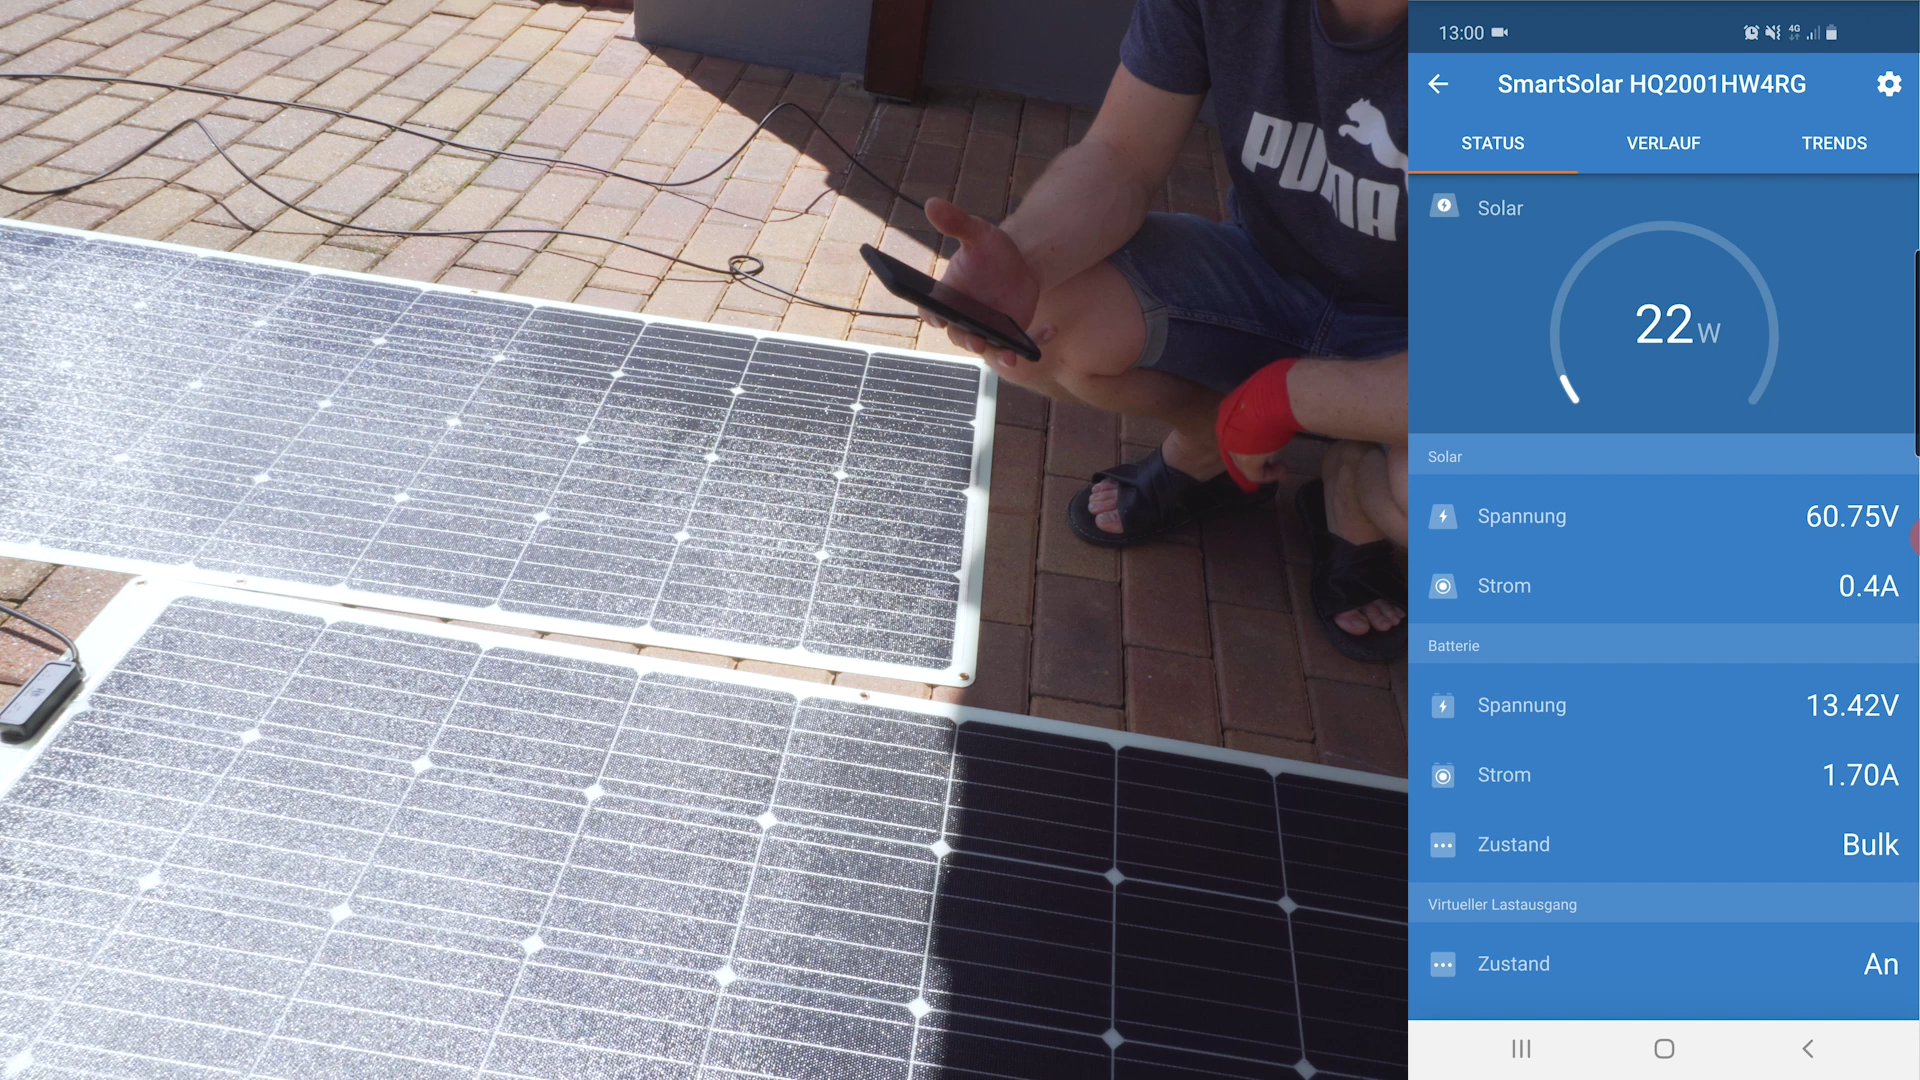 PUMA
13:00
4G
SmartSolar HQ2001HW4RG
STATUS VERLAUF TRENDS
Solar
22W
Solar
Spannung 60.75V
Strom 0.4A
Batterie
Spannung 13.42V
Strom 1.70A
Zustand Bulk
Virtueller Lastausgang
Zustand An